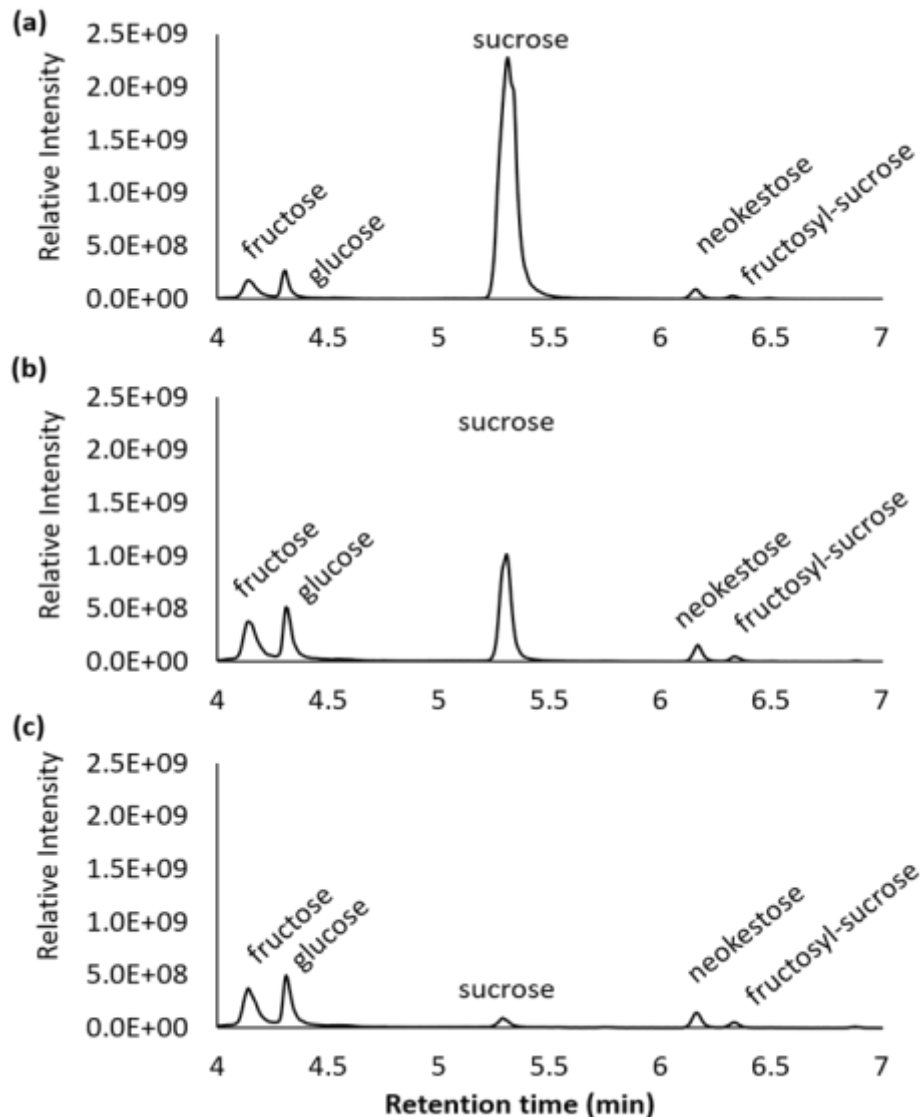 (a)
Relative Intensity
2.5E+09
2.0E+09
1.5E+09
1.0E+09
5.0E+08
0.0E+00
fructose
glucose
sucrose
neokestose
fructosyl-sucrose
4 4.5 5 5.5 6 6.5 7
(b)
Relative Intensity
2.5E+09
2.0E+09
1.5E+09
1.0E+09
5.0E+08
0.0E+00
fructose
glucose
sucrose
neokestose
fructosyl-sucrose
4 4.5 5 5.5 6 6.5 7
(c)
Relative Intensity
2.5E+09
2.0E+09
1.5E+09
1.0E+09
5.0E+08
0.0E+00
fructose
glucose
sucrose
neokestose
fructosyl-sucrose
4 4.5 5 5.5 6 6.5 7
Retention time (min)